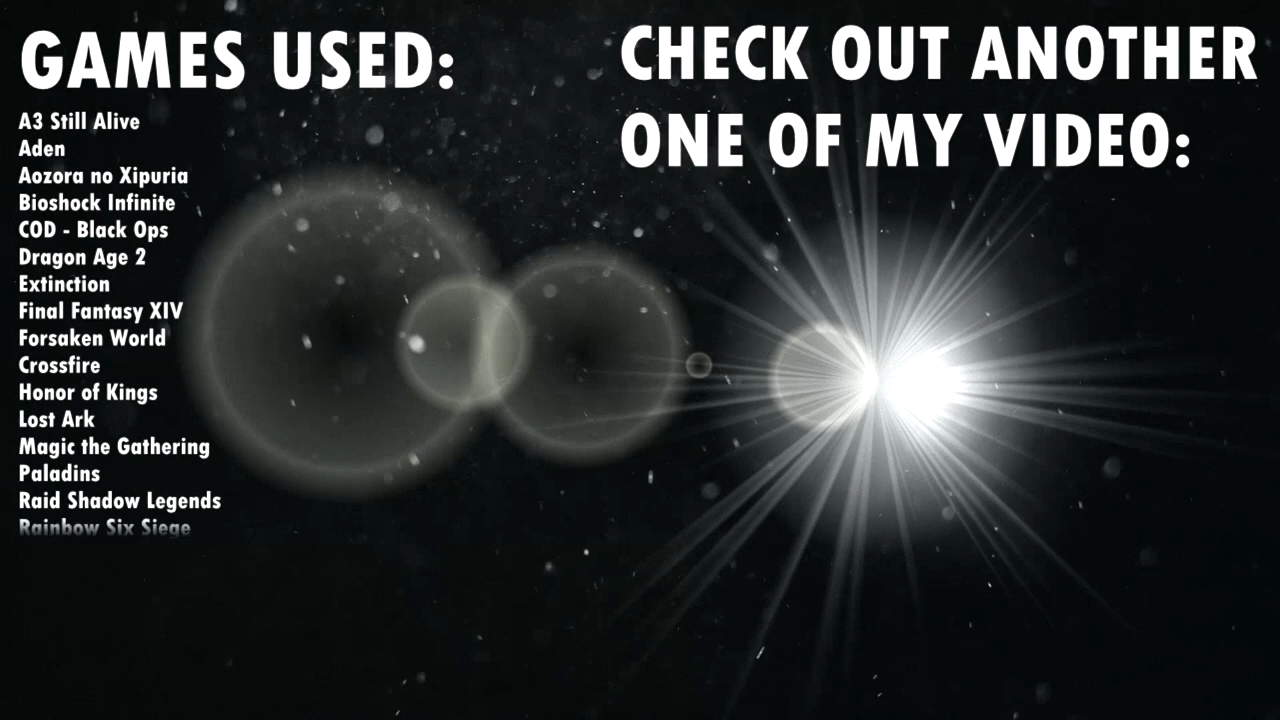 GAMES USED:
A3 Still Alive
Aden
Aozora no Xipuria
Bioshock Infinite
COD - Black Ops
Dragon Age 2
Extinction
Final Fantasy XIV
Forsaken World
Crossfire
Honor of Kings
Lost Ark
Magic the Gathering
Paladins
Raid Shadow Legends
Rainbow Six Siege
CHECK OUT ANOTHER
ONE OF MY VIDEO: